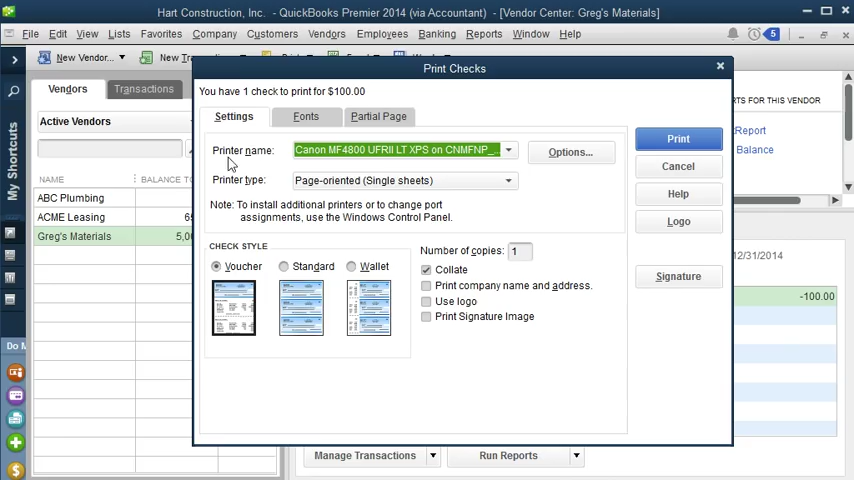 Hart Construction, Inc. - QuickBooks Premier 2014 (via Accountant) - [Vendor Center: Greg's Materials]
File Edit View Lists Favorites Company Customers Vendors Employees Banking Reports Window Help 5
New Vendor...
Print Checks
You have 1 check to print for $100.00
Vendors Transactions
Settings Fonts Partial Page
FOR THIS VENDOR
Active Vendors
Print
Printer name: Canon MF4800 UFRII LT XPS on CNMFNP_... Options...
Balance
Cancel
Printer type: Page-oriented (Single sheets)
NAME BALANCE TO
Help
Note: To install additional printers or to change port
assignments, use the Windows Control Panel.
ABC Plumbing
ACME Leasing
Logo
Greg's Materials 5,00
CHECK STYLE
Number of copies: 1
12/31/2014
Voucher Standard Wallet
Collate
Signature
Print company name and address.
Use logo
-100.00
Print Signature Image
My Shortcuts
Do M
Manage Transactions Run Reports